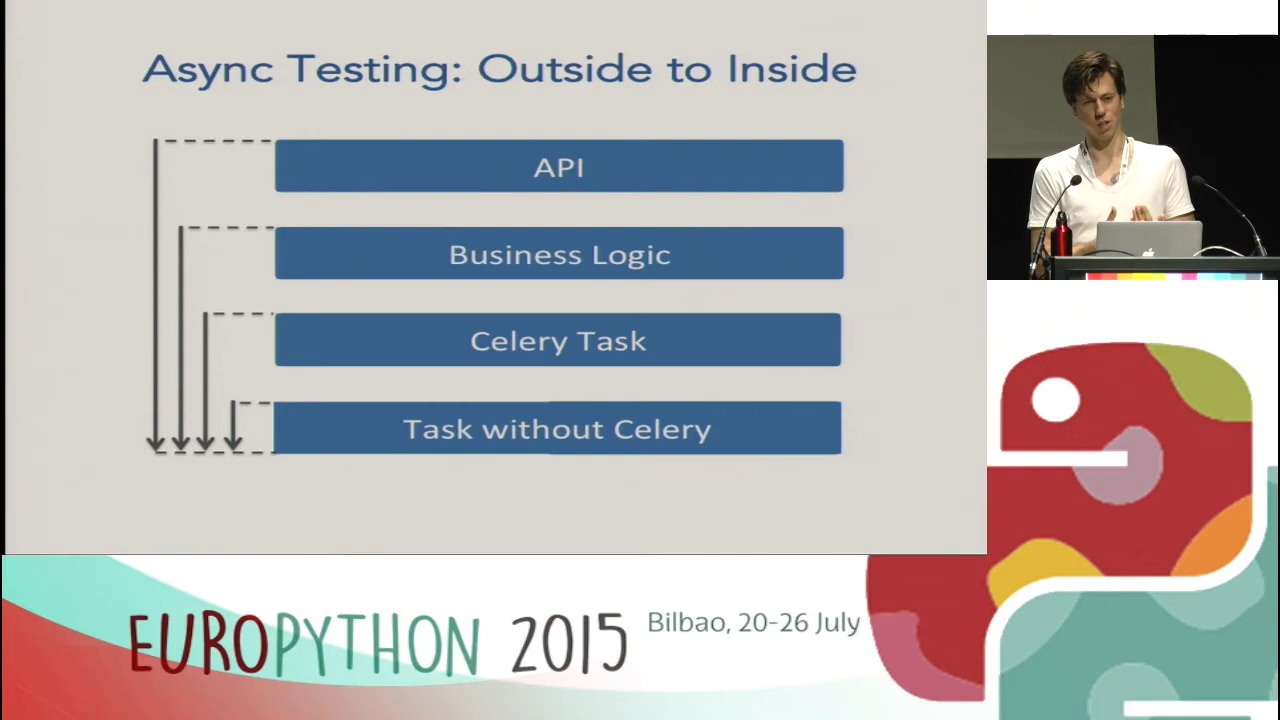 Async Testing: Outside to Inside
API
Business Logic
Celery Task
Task without Celery
EUROPYTHON 2015
Bilbao, 20-26 July